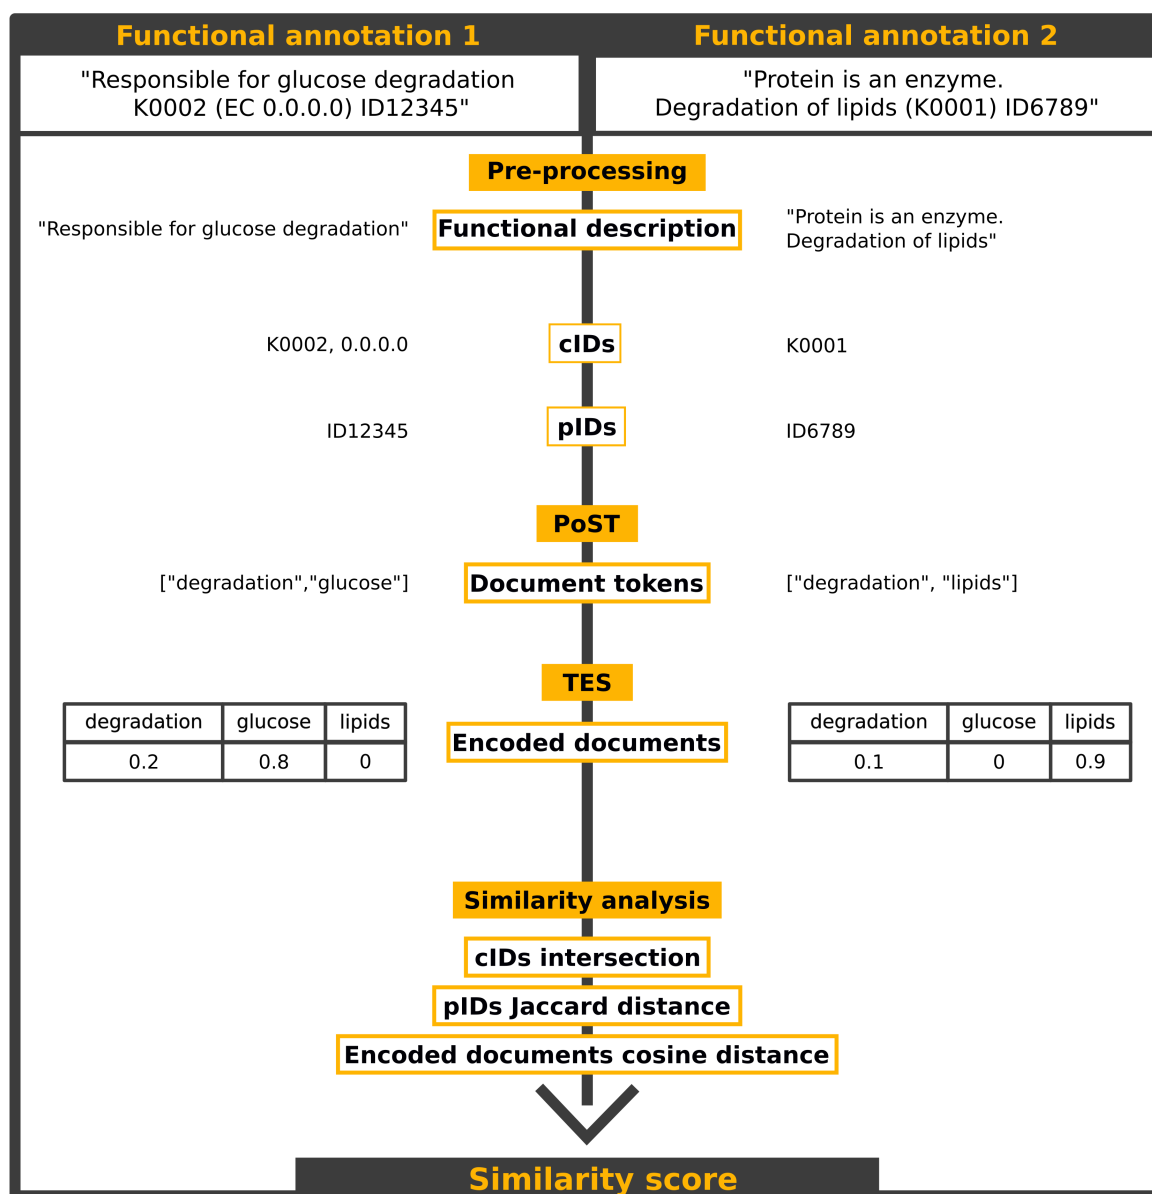 Functional annotation 1
Functional annotation 2
"Responsible for glucose degradation
K0002 (EC 0.0.0.0) ID12345"
"Protein is an enzyme.
Degradation of lipids (K0001) ID6789"
Pre-processing
"Responsible for glucose degradation"
Functional description
"Protein is an enzyme.
Degradation of lipids"
K0002, 0.0.0.0
cIDs
K0001
ID12345
pIDs
ID6789
PoST
["degradation","glucose"]
Document tokens
["degradation", "lipids"]
TES
degradation glucose lipids
0.2 0.8 0
Encoded documents
degradation glucose lipids
0.1 0 0.9
Similarity analysis
cIDs intersection
pIDs Jaccard distance
Encoded documents cosine distance
Similarity score